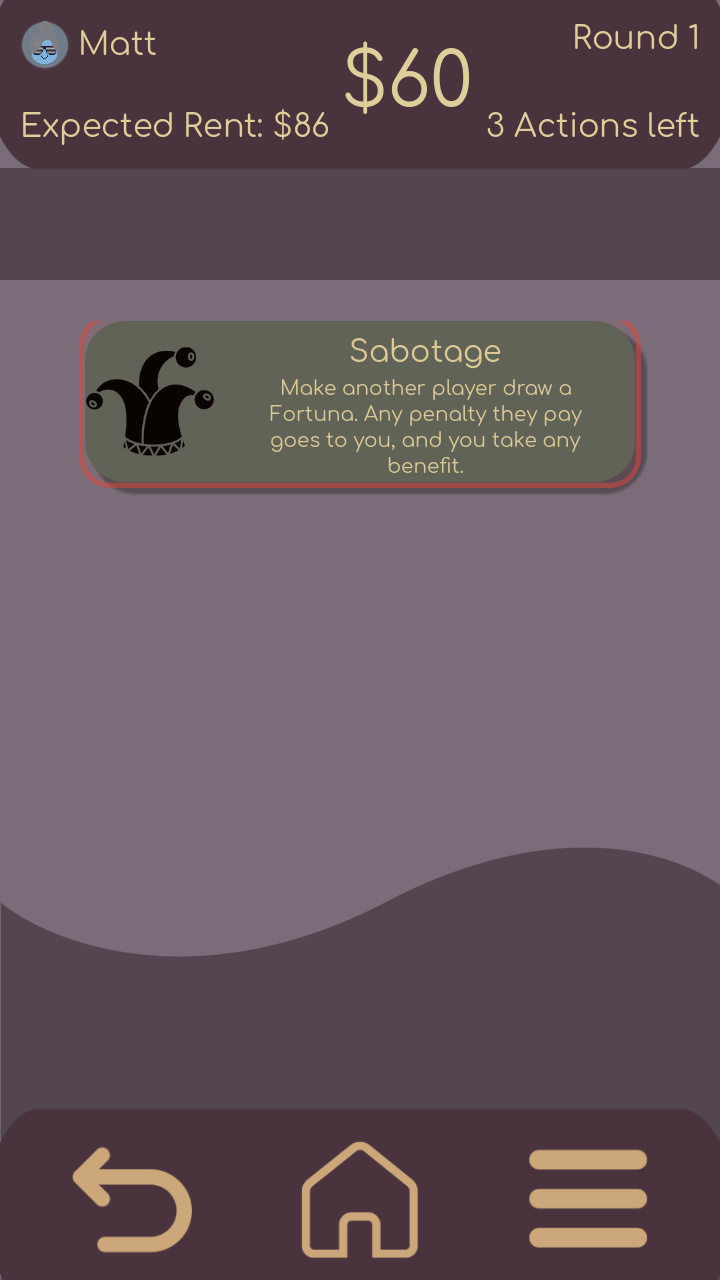 Matt
Round 1
$60
Expected Rent: $86
3 Actions left
Sabotage
Make another player draw a
Fortuna. Any penalty they pay
goes to you, and you take any
benefit.